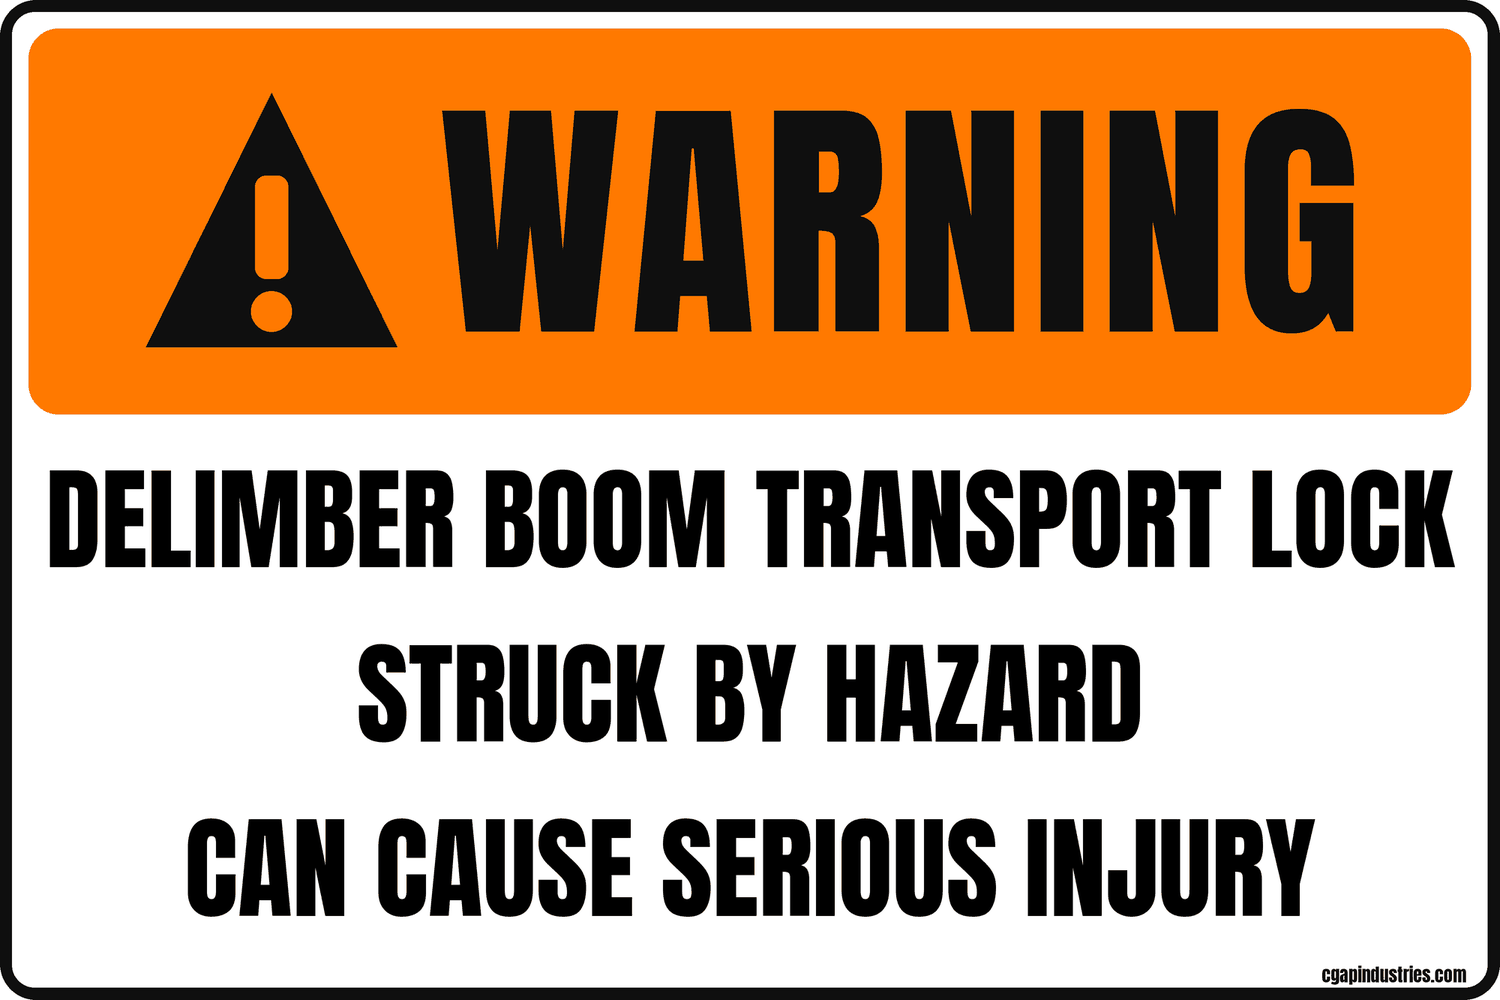 WARNING
DELIMBER BOOM TRANSPORT LOCK
STRUCK BY HAZARD
CAN CAUSE SERIOUS INJURY
cgapindustries.com